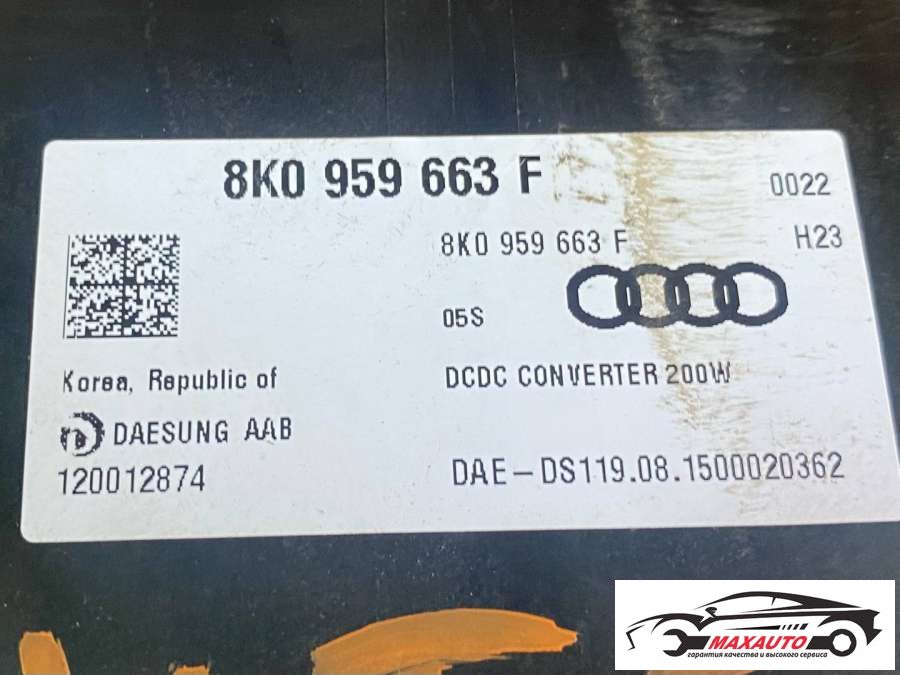 8K0 959 663 F
0022
8K0 959 663 F
H23
05S
Korea, Republic of
DCDC CONVERTER 200W
DAESUNG AAB
120012874
DAE-DS119.08.1500020362
MAXAUTO
гарантия качества и высокого сервиса